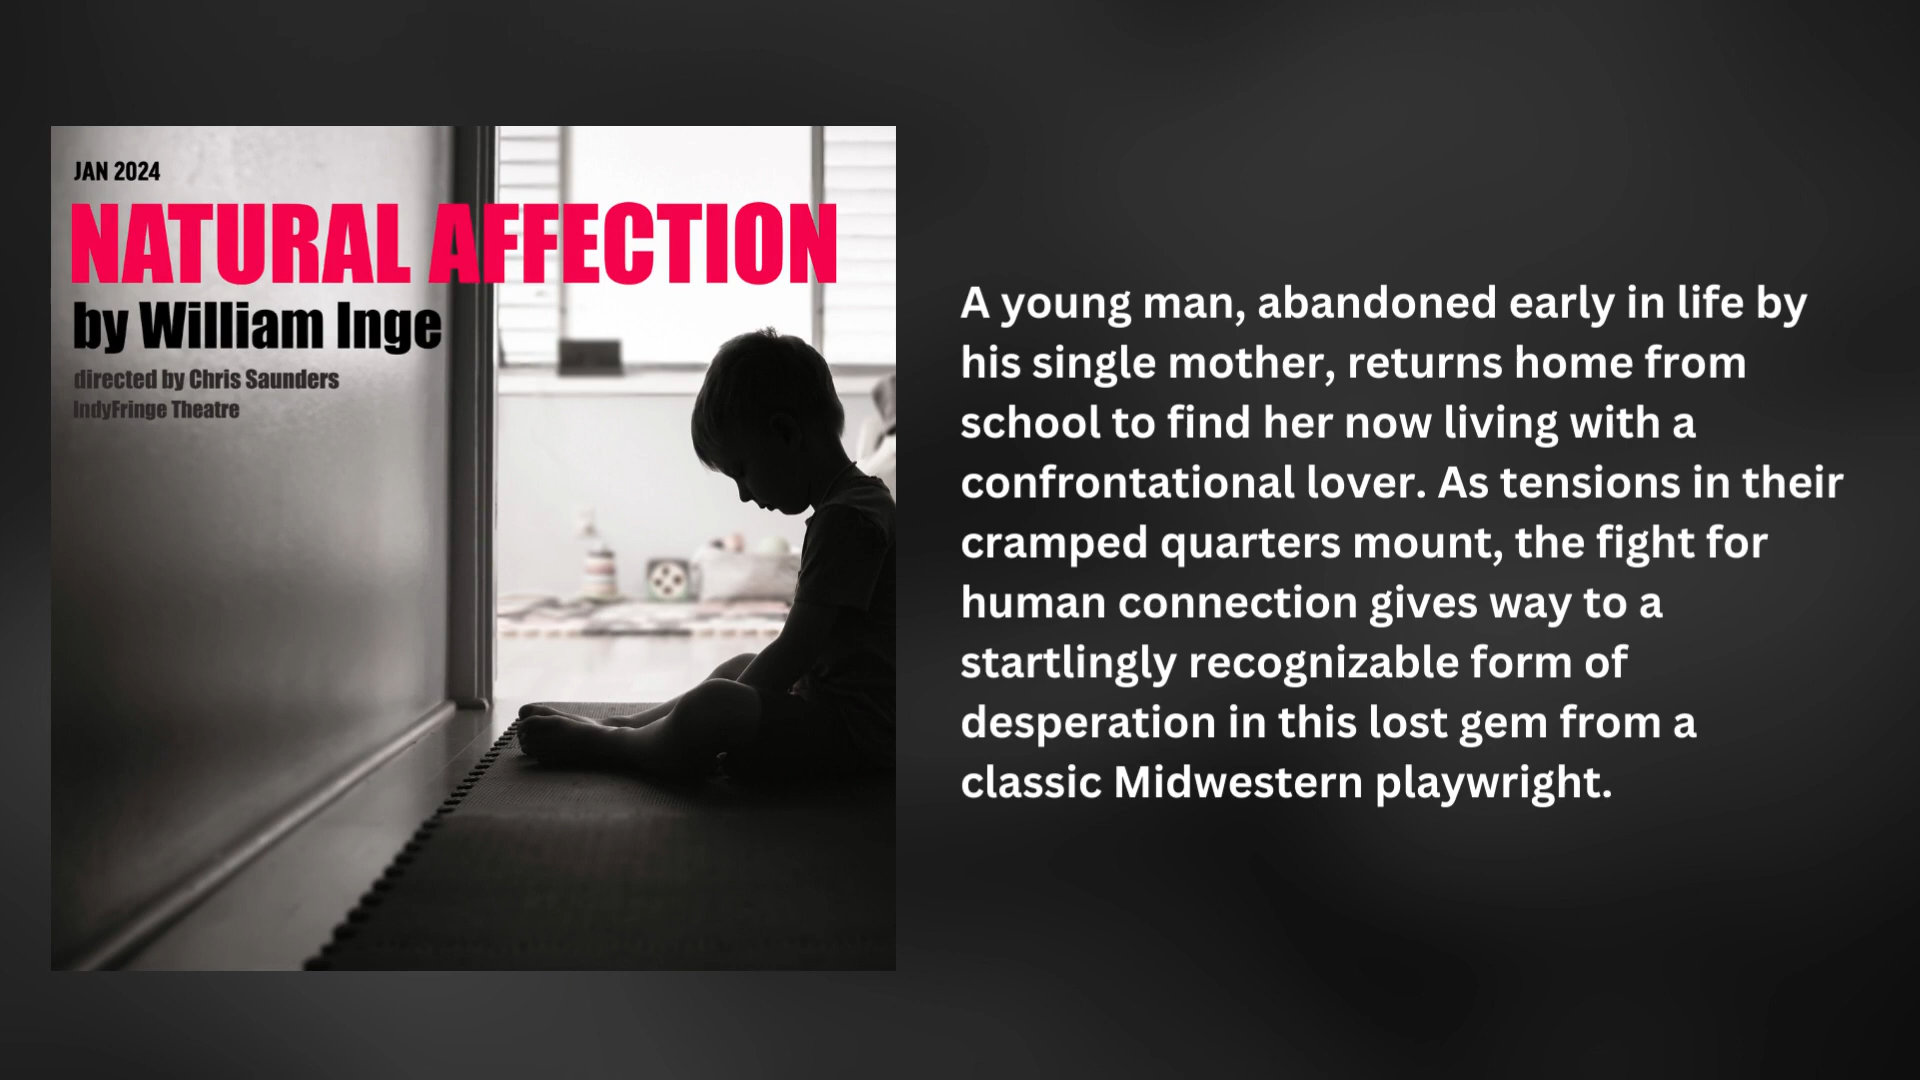 JAN 2024
NATURAL AFFECTION
by William Inge
directed by Chris Saunders
IndyFringe Theatre
A young man, abandoned early in life by
his single mother, returns home from
school to find her now living with a
confrontational lover. As tensions in their
cramped quarters mount, the fight for
human connection gives way to a
startlingly recognizable form of
desperation in this lost gem from a
classic Midwestern playwright.